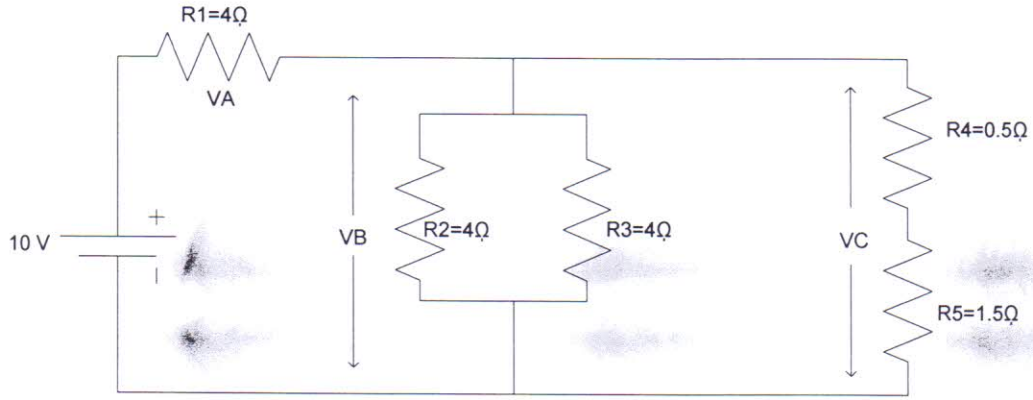 R1=4Ω
VA
R4=0.5Ω
+
10 V
VB
R2=4Ω
R3=4Ω
VC
–
R5=1.5Ω